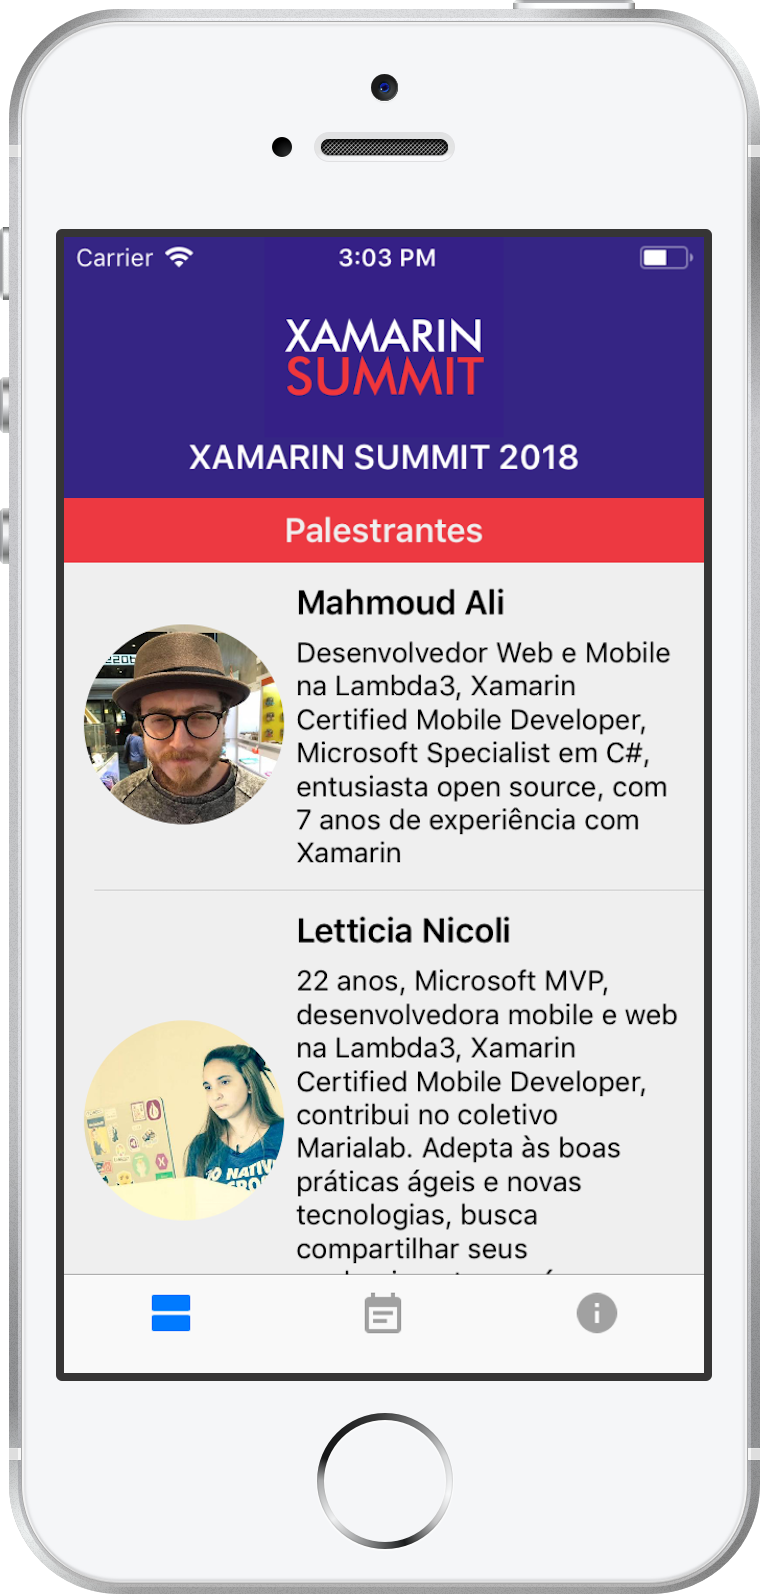 Carrier
3:03 PM
XAMARIN
SUMMIT
XAMARIN SUMMIT 2018
Palestrantes
Mahmoud Ali
Desenvolvedor Web e Mobile
na Lambda3, Xamarin
Certified Mobile Developer,
Microsoft Specialist em C#,
entusiasta open source, com
7 anos de experiência com
Xamarin
Letticia Nicoli
22 anos, Microsoft MVP,
desenvolvedora mobile e web
na Lambda3, Xamarin
Certified Mobile Developer,
contribui no coletivo
Marialab. Adepta às boas
práticas ágeis e novas
tecnologias, busca
compartilhar seus